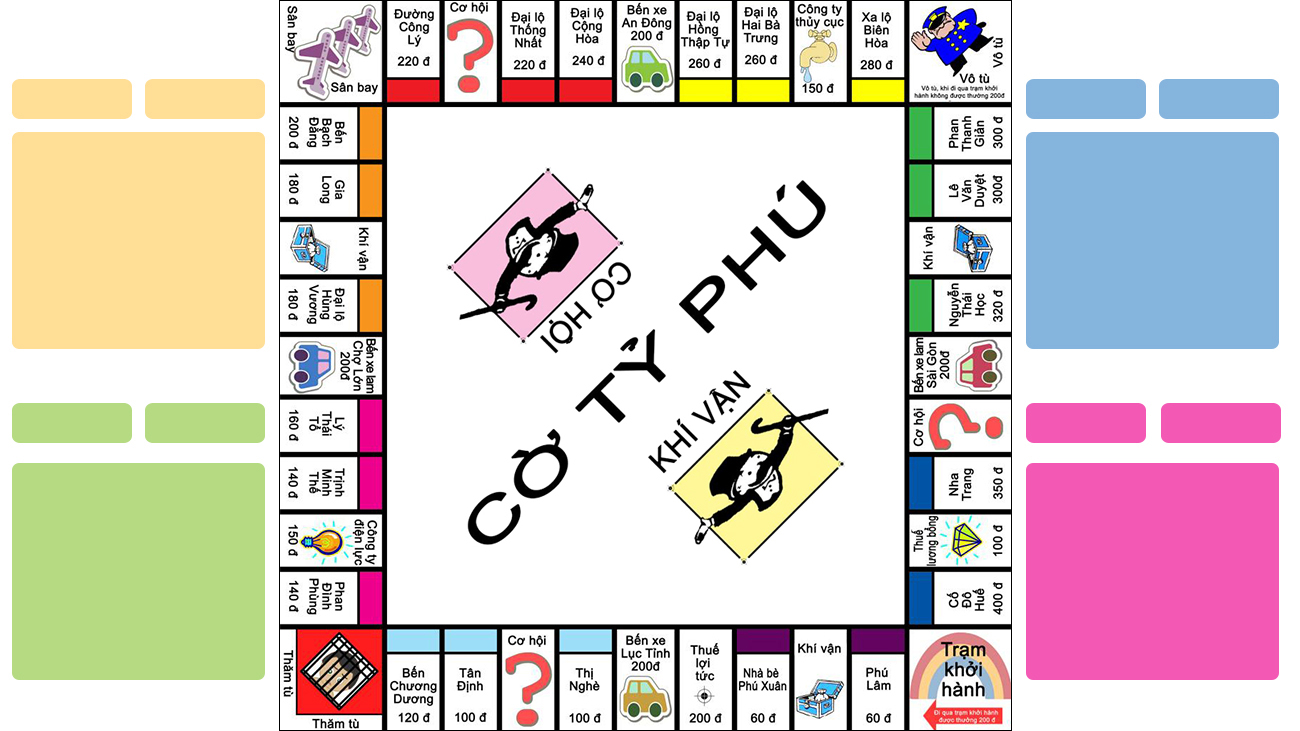 Sân bay
Sân bay
Đường
Công
Lý
220 đ
Cơ hội
Đại lộ
Thống
Nhất
220 đ
Đại lộ
Cộng
Hòa
240 đ
Bến xe
An Đông
200 đ
Đại lộ
Hồng
Thập Tự
260 đ
Đại lộ
Hai Bà
Trưng
260 đ
Công ty
thủy cục
150 đ
Xa lộ
Biên
Hòa
280 đ
Vô tù
Vô tù
Vô tù, khi đi qua trạm khởi
hành không được thưởng 200đ
Bến
Bạch
Đằng
200 đ
Gia
Long
180 đ
Khí vận
Đại lộ
Hùng
Vương
180 đ
Bến xe lam
Chợ Lớn
200đ
Lý
Thái
Tổ
160 đ
Trịnh
Minh
Thế
140 đ
Công ty
điện lực
150 đ
Phan
Đình
Phùng
140 đ
CƠ HỘI
CỜ TỶ PHÚ
KHÍ VẬN
Phan
Thanh
Giản
300 đ
Lê
Văn
Duyệt
300đ
Khí vận
Nguyễn
Thái
Học
320 đ
Bến xe lam
Sài Gòn
200đ
Cơ hội
Nha
Trang
350 đ
Thuế
lương bổng
100 đ
Cố
Đô
Huế
400 đ
Thăm tù
Thăm tù
Bến
Chương
Dương
120 đ
Tân
Định
100 đ
Cơ hội
Thị
Nghè
100 đ
Bến xe
Lục Tỉnh
200đ
Thuế
lợi
tức
200 đ
Nhà bè
Phú Xuân
60 đ
Khí vận
Phú
Lâm
60 đ
Trạm
khởi
hành
Đi qua trạm khởi hành
được thưởng 200 đ